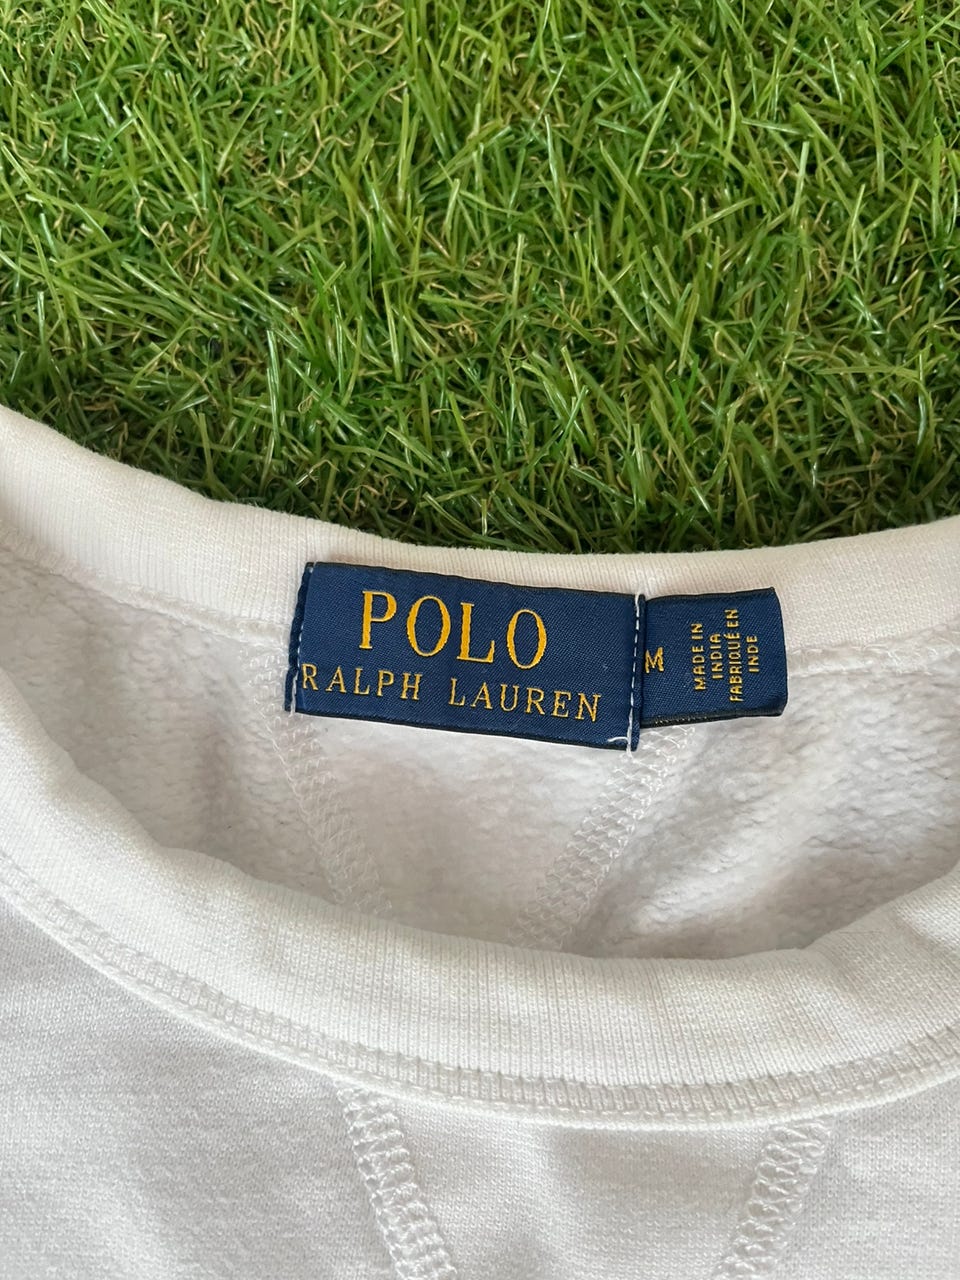 POLO
RALPH LAUREN
M
MADE IN
INDIA
FABRIQUÉ EN
INDE